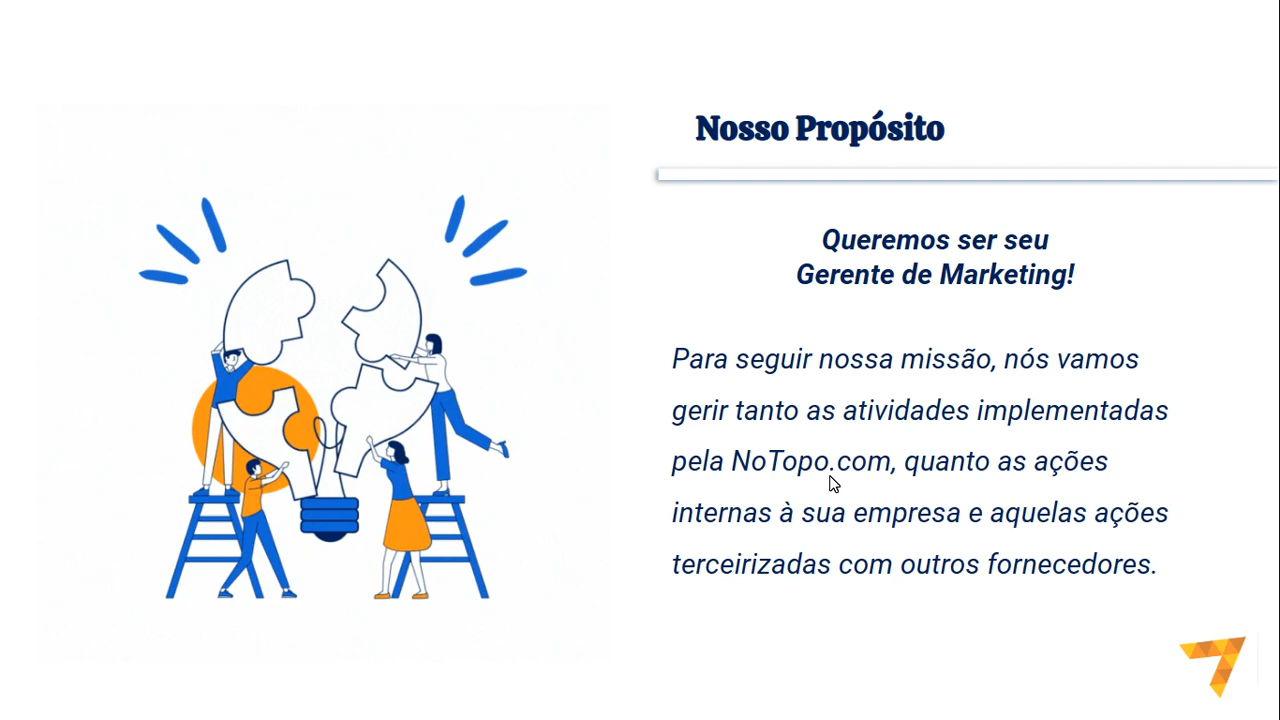 Nosso Propósito
Queremos ser seu
Gerente de Marketing!
Para seguir nossa missão, nós vamos
gerir tanto as atividades implementadas
pela NoTopo.com, quanto as ações
internas à sua empresa e aquelas ações
terceirizadas com outros fornecedores.